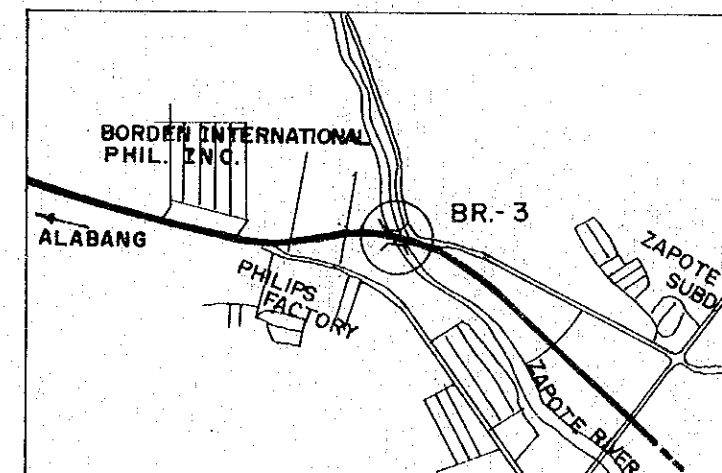 BORDEN INTERNATIONAL
PHIL. INC.
BR.- 3
ALABANG
ZAPOTE
SUBD
PHILIPS
FACTORY
ZAPOTE RIVER